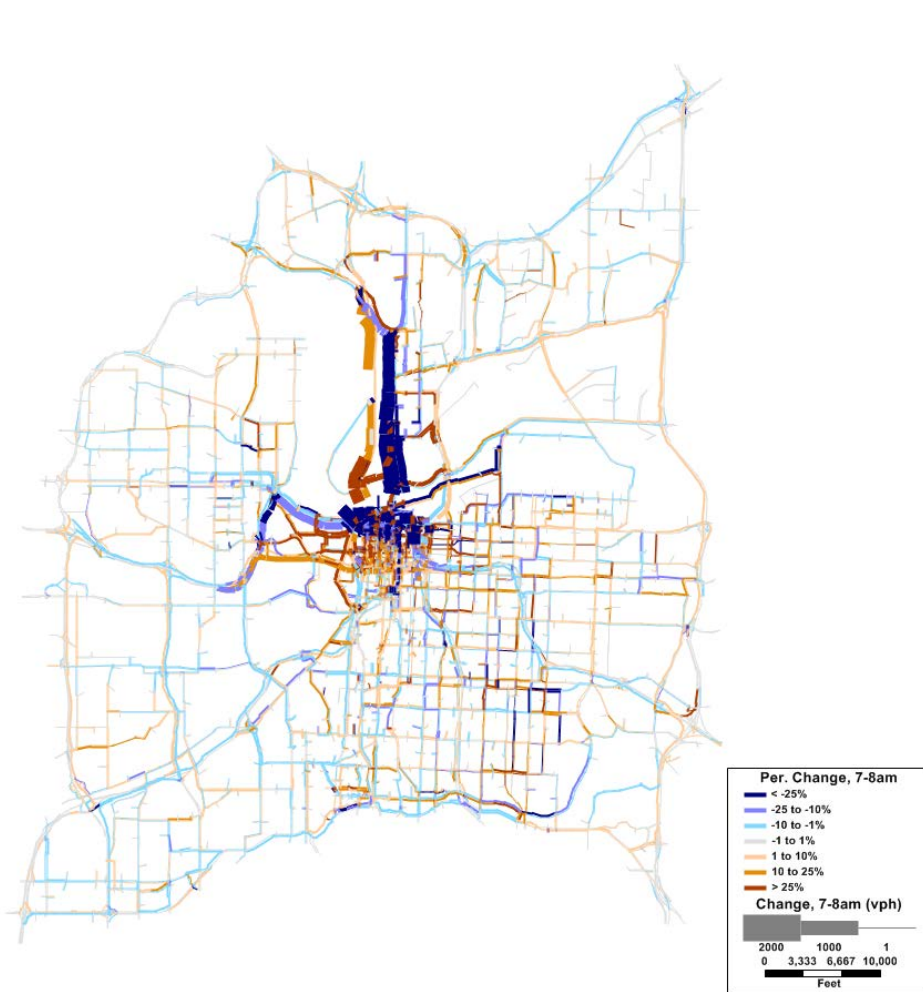 Per. Change, 7-8am
< -25%
-25 to -10%
-10 to -1%
-1 to 1%
1 to 10%
10 to 25%
> 25%
Change, 7-8am (vph)
2000 1000 1
0 3,333 6,667 10,000
Feet